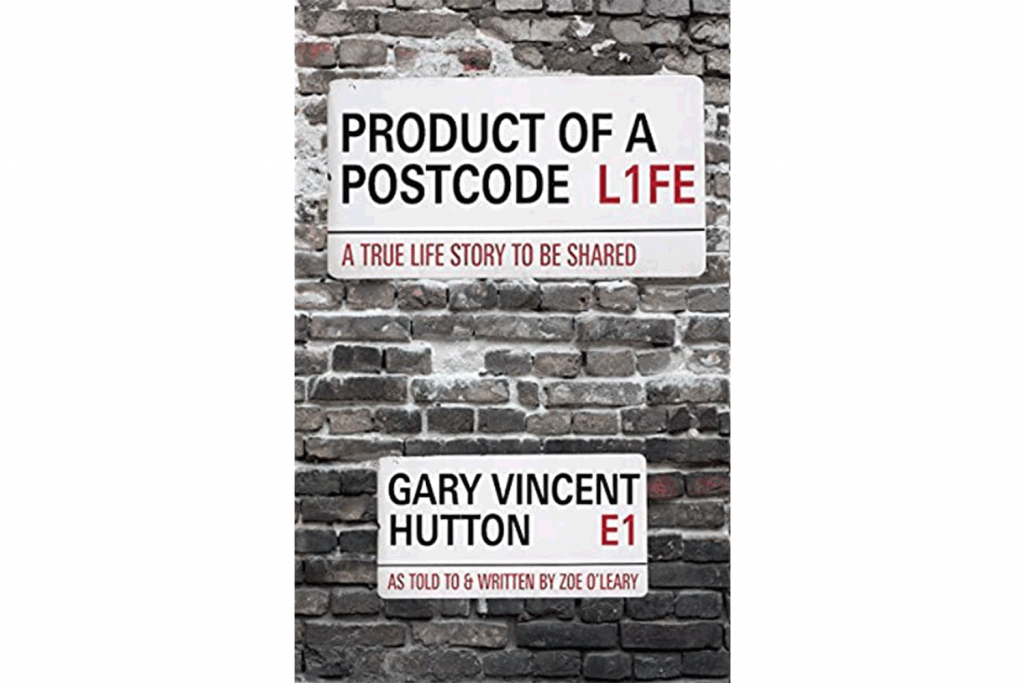 PRODUCT OF A
POSTCODE L1FE
A TRUE LIFE STORY TO BE SHARED
GARY VINCENT
HUTTON E1
AS TOLD TO & WRITTEN BY ZOE O'LEARY